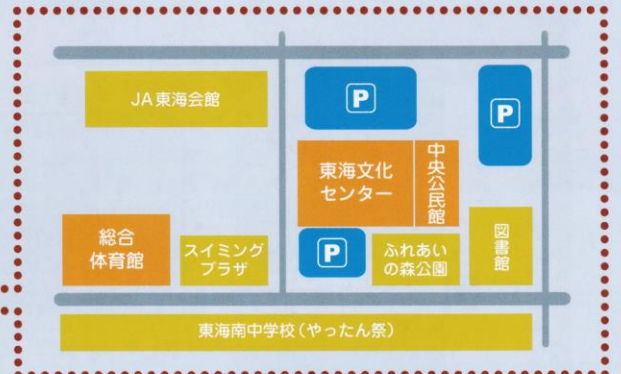 JA東海会館
P
P
東海文化
センター
中央公民館
総合
体育館
スイミング
プラザ
P
ふれあい
の森公園
図書館
東海南中学校（やったん祭）